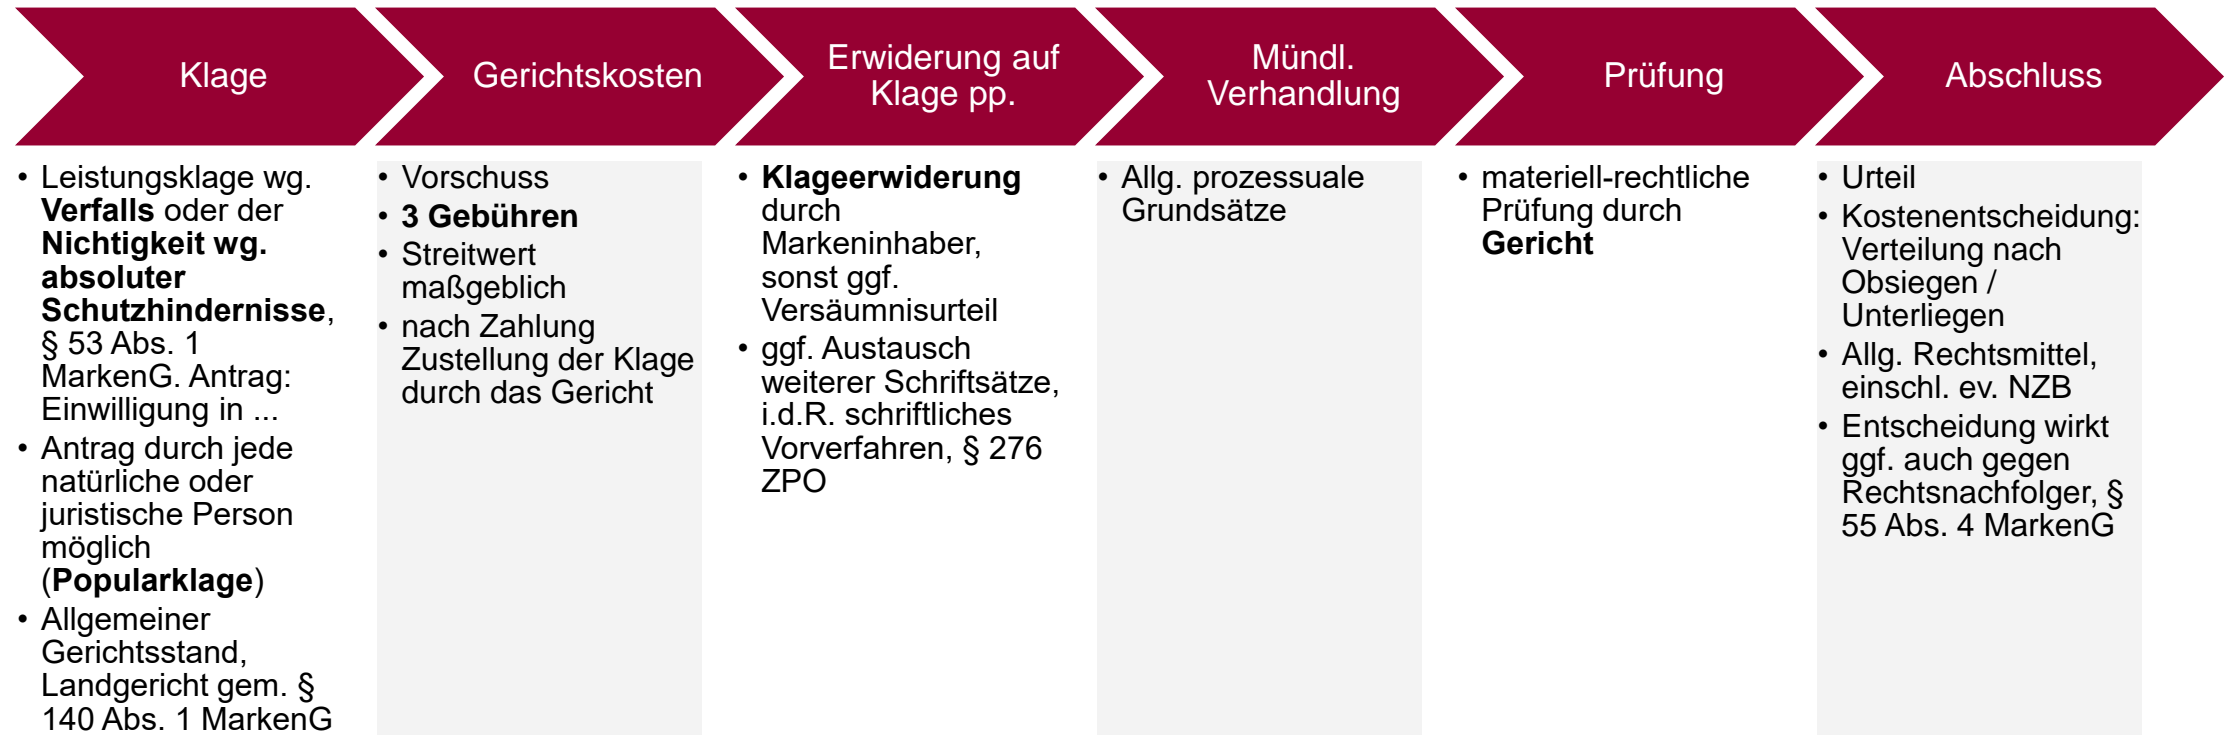 Klage
Gerichtskosten
Erwiderung auf
Klage pp.
Mündl.
Verhandlung
Prüfung
Abschluss
• Leistungsklage wg.
Verfalls oder der
Nichtigkeit wg.
absoluter
Schutzhindernisse,
§ 53 Abs. 1
MarkenG. Antrag:
Einwilligung in ...
• Antrag durch jede
natürliche oder
juristische Person
möglich
(Popularklage)
• Allgemeiner
Gerichtsstand,
Landgericht gem. §
140 Abs. 1 MarkenG
• Vorschuss
• 3 Gebühren
• Streitwert
maßgeblich
• nach Zahlung
Zustellung der Klage
durch das Gericht
• Klageerwiderung
durch
Markeninhaber,
sonst ggf.
Versäumnisurteil
• ggf. Austausch
weiterer Schriftsätze,
i.d.R. schriftliches
Vorverfahren, § 276
ZPO
• Allg. prozessuale
Grundsätze
• materiell-rechtliche
Prüfung durch
Gericht
• Urteil
• Kostenentscheidung:
Verteilung nach
Obsiegen /
Unterliegen
• Allg. Rechtsmittel,
einschl. ev. NZB
• Entscheidung wirkt
ggf. auch gegen
Rechtsnachfolger, §
55 Abs. 4 MarkenG